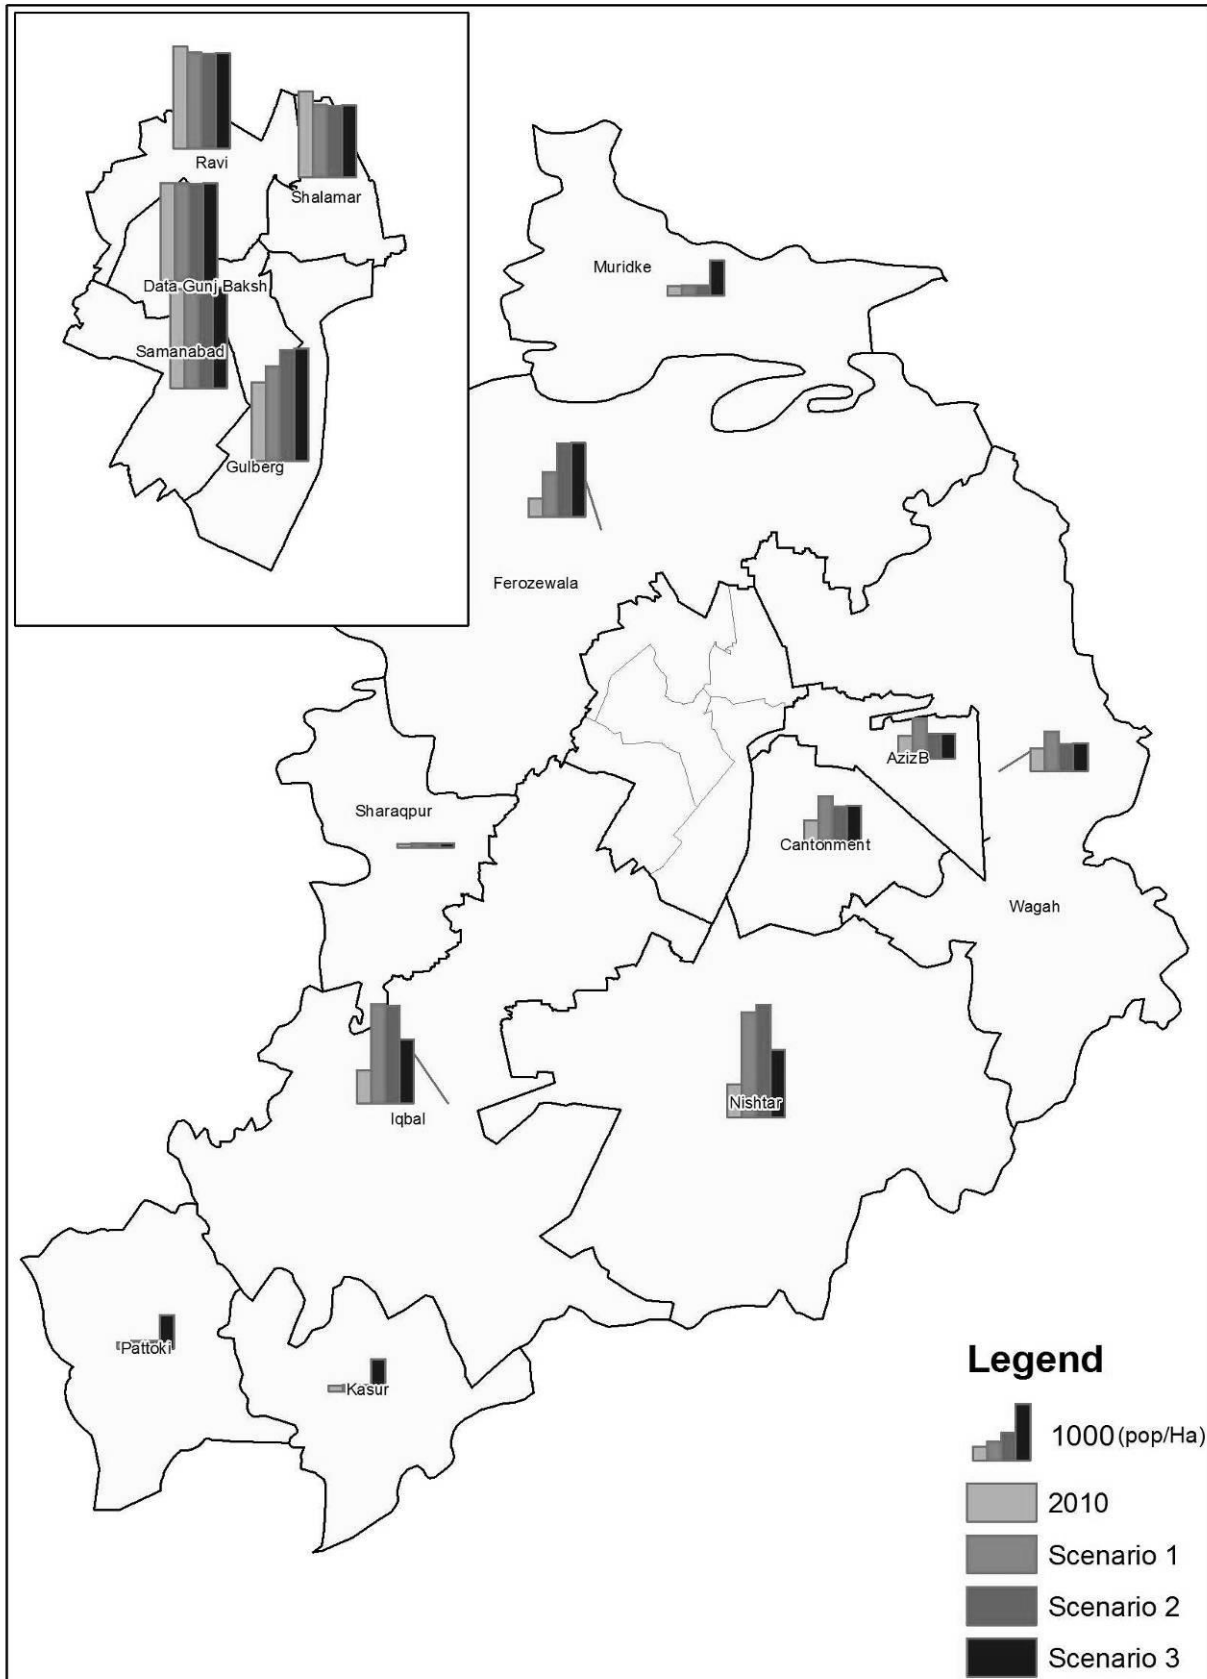 Ravi
Shalamar
Data Gunj Baksh
Samanabad
Gulberg
Muridke
Ferozewala
AzizB
Sharaqpur
Cantonment
Wagah
Iqbal
Nishtar
Pattoki
Kasur
Legend
1000 (pop/Ha)
2010
Scenario 1
Scenario 2
Scenario 3